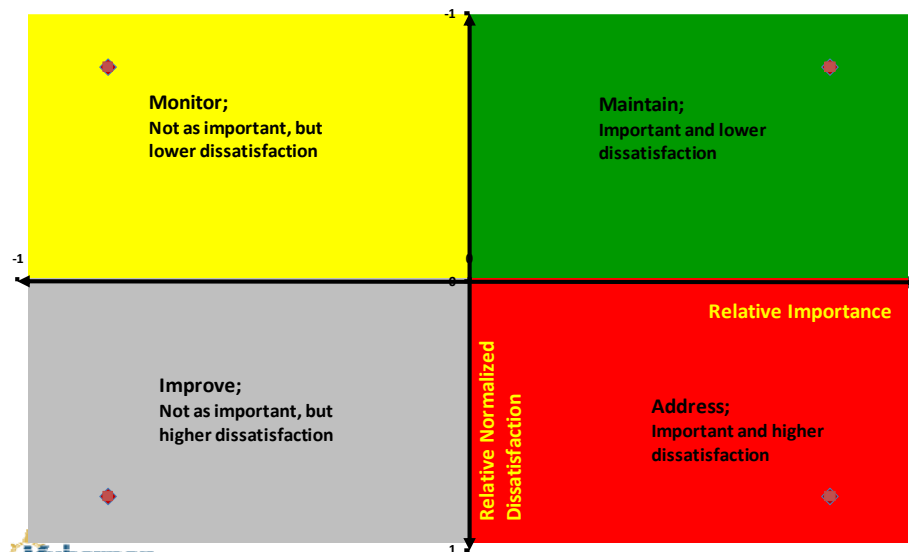 -1
Monitor;
Not as important, but
lower dissatisfaction
Maintain;
Important and lower
dissatisfaction
-1
0
0
Relative Importance
Relative Normalized
Dissatisfaction
Improve;
Not as important, but
higher dissatisfaction
Address;
Important and higher
dissatisfaction
1